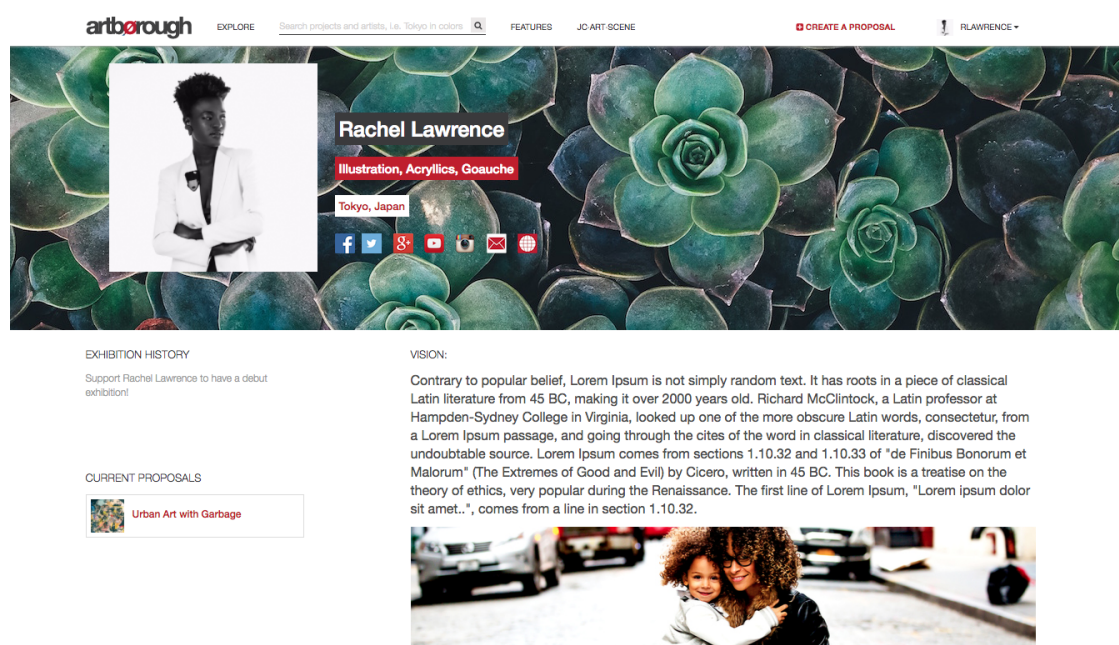 artbørough
EXPLORE
Search projects and artists, i.e. Tokyo in colors
FEATURES
JC-ART-SCENE
CREATE A PROPOSAL
RLAWRENCE
Rachel Lawrence
Illustration, Acryllics, Goauche
Tokyo, Japan
EXHIBITION HISTORY
Support Rachel Lawrence to have a debut
exhibition!
CURRENT PROPOSALS
Urban Art with Garbage
VISION:
Contrary to popular belief, Lorem Ipsum is not simply random text. It has roots in a piece of classical
Latin literature from 45 BC, making it over 2000 years old. Richard McClintock, a Latin professor at
Hampden-Sydney College in Virginia, looked up one of the more obscure Latin words, consectetur, from
a Lorem Ipsum passage, and going through the cites of the word in classical literature, discovered the
undoubtable source. Lorem Ipsum comes from sections 1.10.32 and 1.10.33 of "de Finibus Bonorum et
Malorum" (The Extremes of Good and Evil) by Cicero, written in 45 BC. This book is a treatise on the
theory of ethics, very popular during the Renaissance. The first line of Lorem Ipsum, "Lorem ipsum dolor
sit amet..", comes from a line in section 1.10.32.